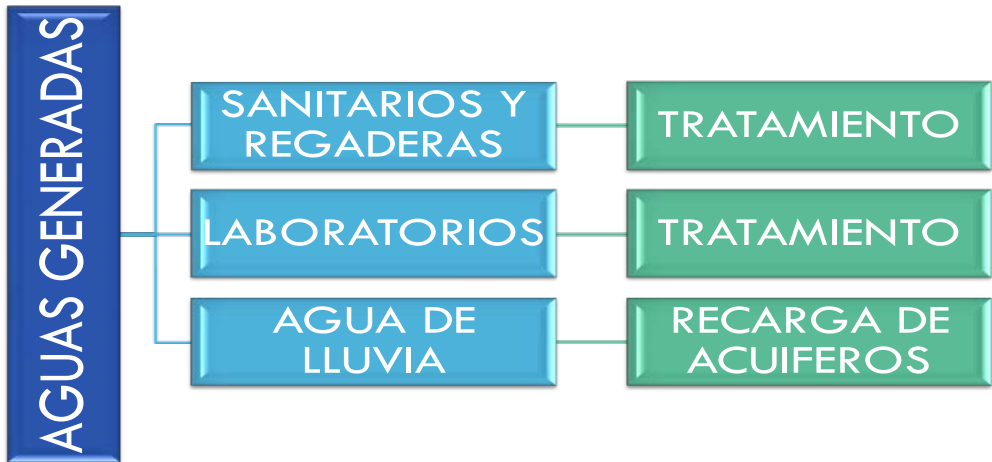 AGUAS GENERADAS
SANITARIOS Y
REGADERAS
TRATAMIENTO
LABORATORIOS
TRATAMIENTO
AGUA DE
LLUVIA
RECARGA DE
ACUIFEROS